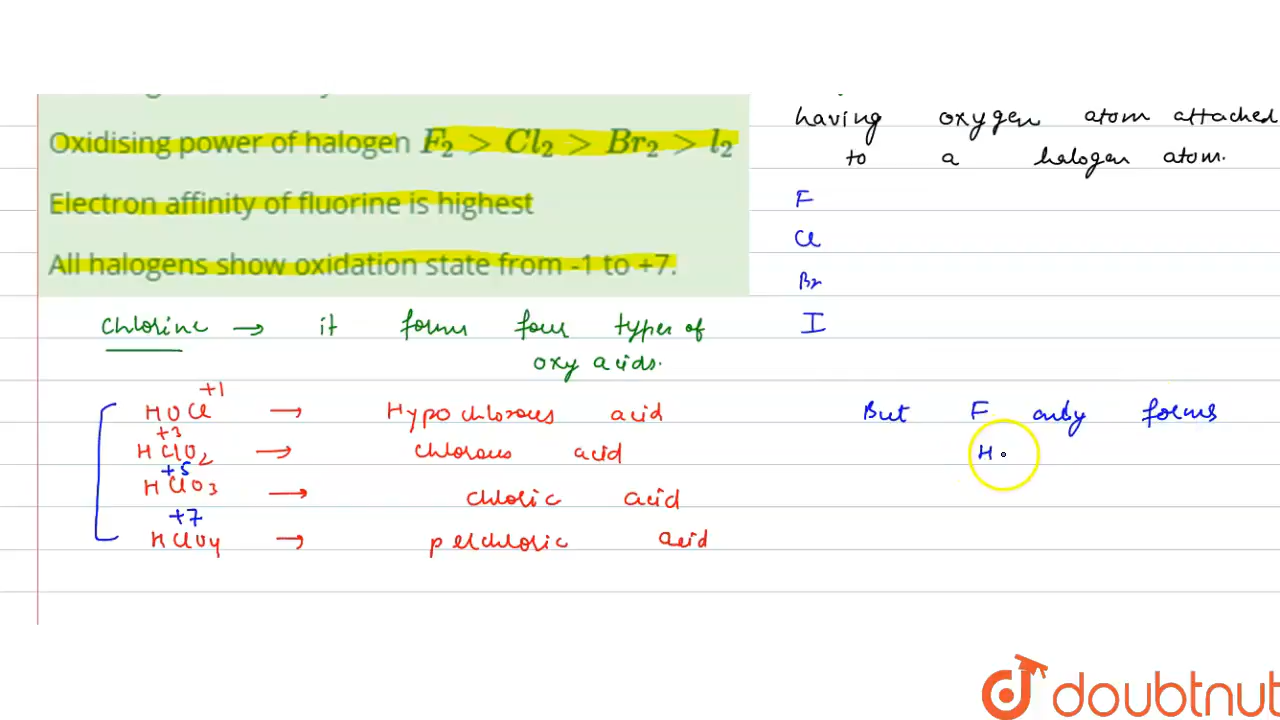 Oxidising power of halogen F₂ > Cl₂ > Br₂ > l₂
Electron affinity of fluorine is highest
All halogens show oxidation state from -1 to +7.
having oxygen atom attached
to a halogen atom.
F
Cl
Br
I
Chlorine → it forms four types of
oxy acids.
+1
HOCl → Hypochlorous acid
+3
HClO₂ → chlorous acid
+5
HClO₃ → chloric acid
+7
HClO₄ → perchloric acid
But F only forms
H
doubtnut